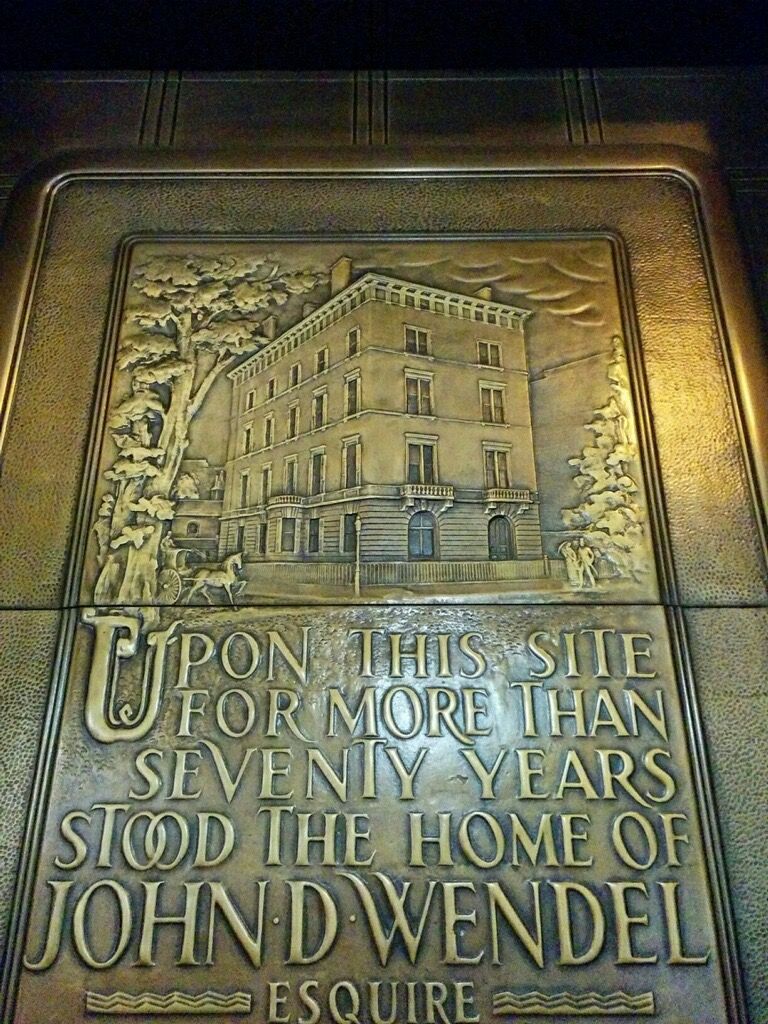 UPON THIS SITE
FOR MORE THAN
SEVENTY YEARS
STOOD THE HOME OF
JOHN·D·WENDEL
ESQUIRE